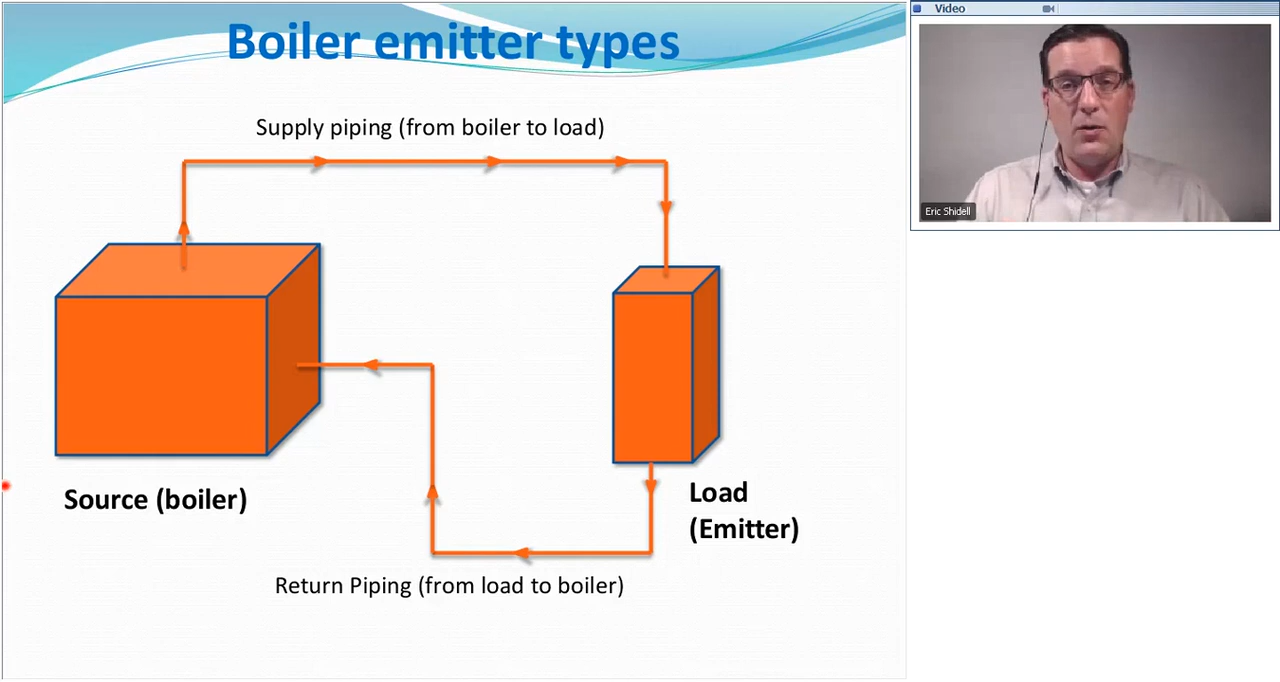 Boiler emitter types
Supply piping (from boiler to load)
Source (boiler)
Load
(Emitter)
Return Piping (from load to boiler)
Video
Eric Shidell